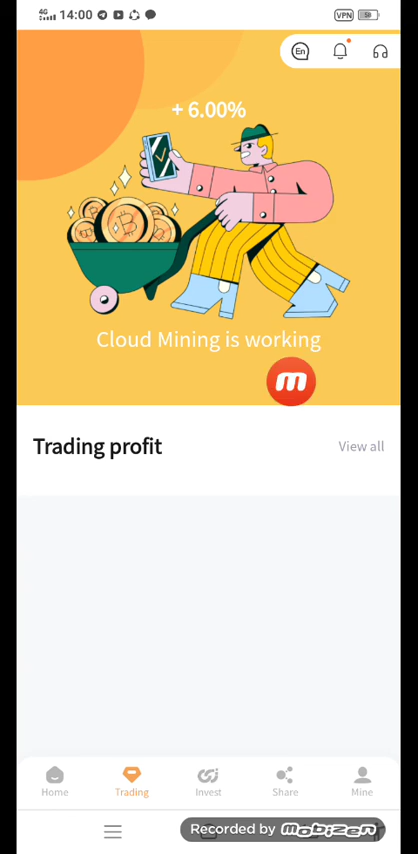 4G 14:00 VPN 58
En
+ 6.00%
Cloud Mining is working
m
Trading profit View all
Home Trading Invest Share Mine
Recorded by mobizen